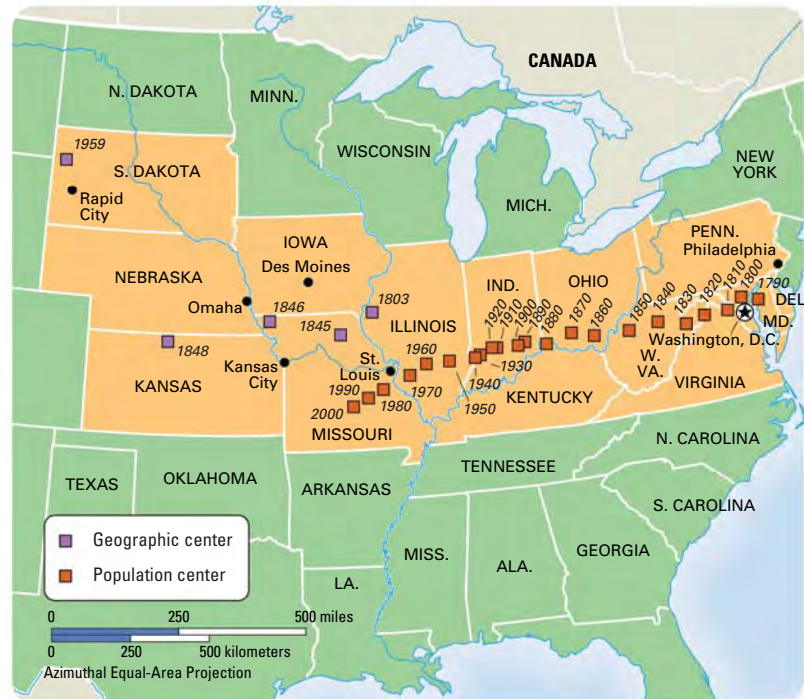 CANADA
N. DAKOTA
MINN.
1959
S. DAKOTA
Rapid
City
WISCONSIN
MICH.
NEW
YORK
NEBRASKA
IOWA
Des Moines
Omaha
1846
1803
1845
1848
ILLINOIS
IND.
OHIO
PENN.
Philadelphia
1920
1910
1900
1890
1880
1870
1860
1850
1840
1830
1820
1810
1800
1790
DEL.
MD.
Washington, D.C.
W.
VA.
VIRGINIA
KANSAS
Kansas
City
St.
Louis
1960
1970
1950
1940
1930
KENTUCKY
1990
2000
1980
MISSOURI
TEXAS
OKLAHOMA
ARKANSAS
TENNESSEE
N. CAROLINA
S. CAROLINA
MISS.
ALA.
GEORGIA
LA.
Geographic center
Population center
0 250 500 miles
0 250 500 kilometers
Azimuthal Equal-Area Projection